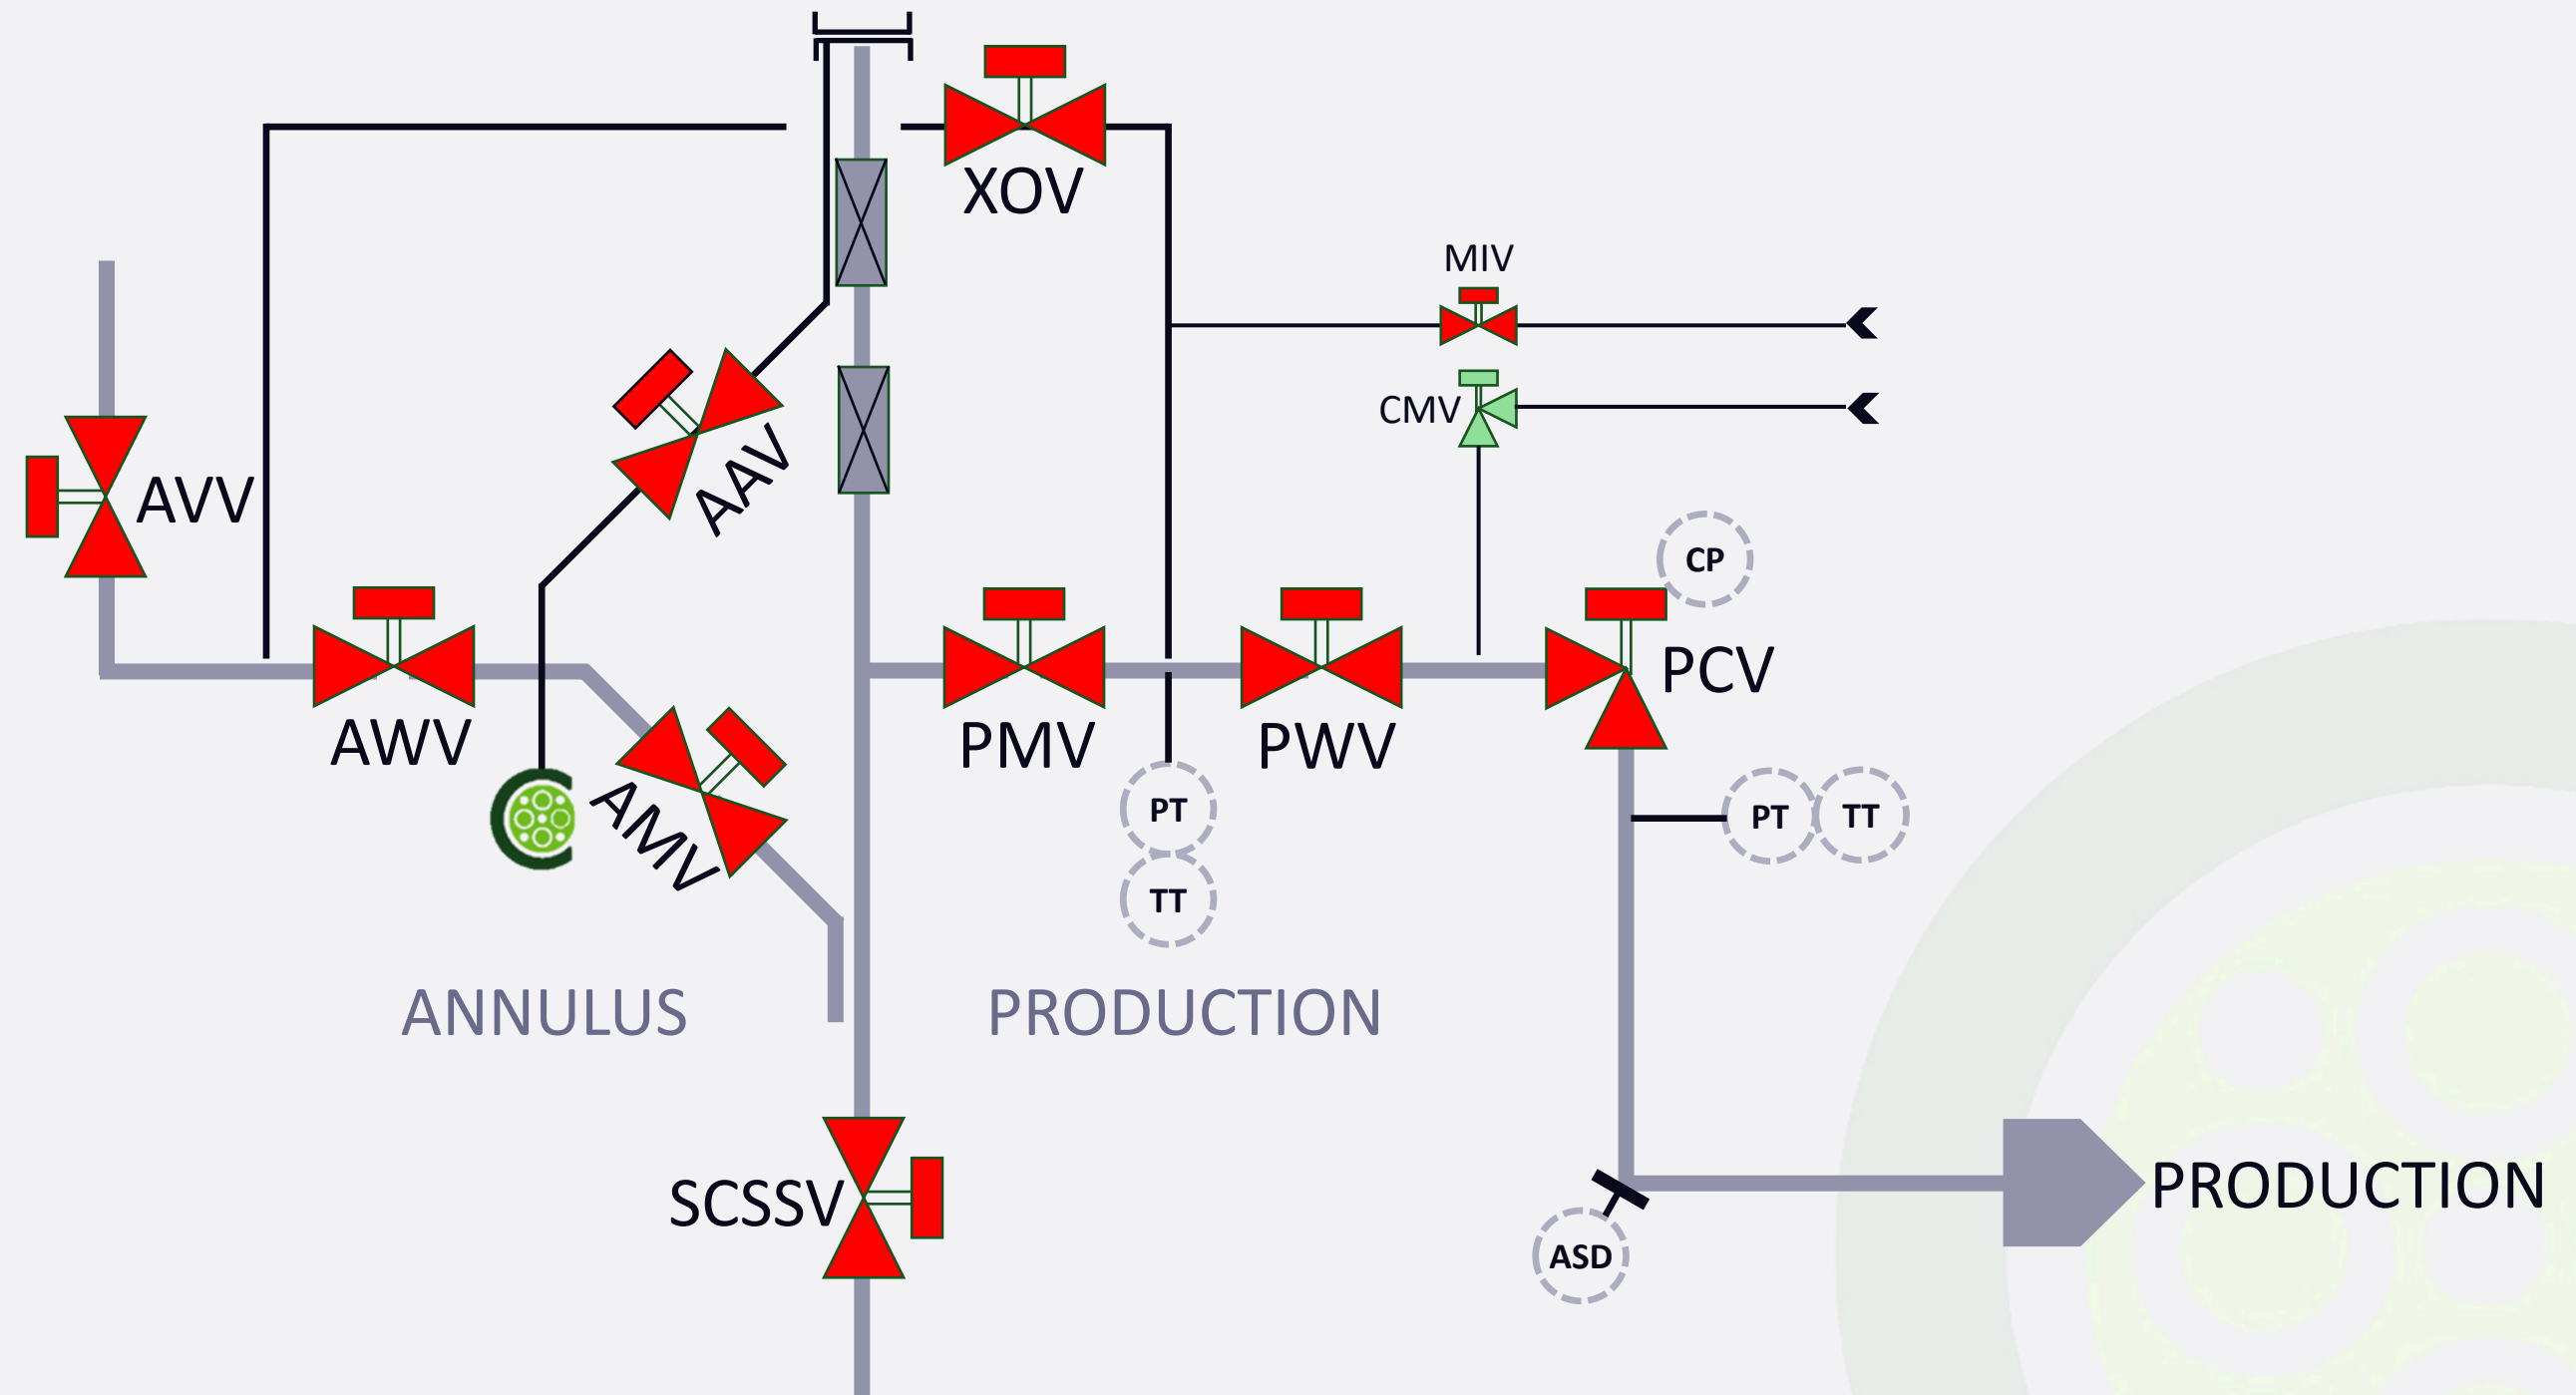 XOV
MIV
CMV
AVV
AAV
CP
PCV
AWV
PMV
PWV
AMV
PT
TT
PT
TT
ANNULUS
PRODUCTION
SCSSV
PRODUCTION
ASD